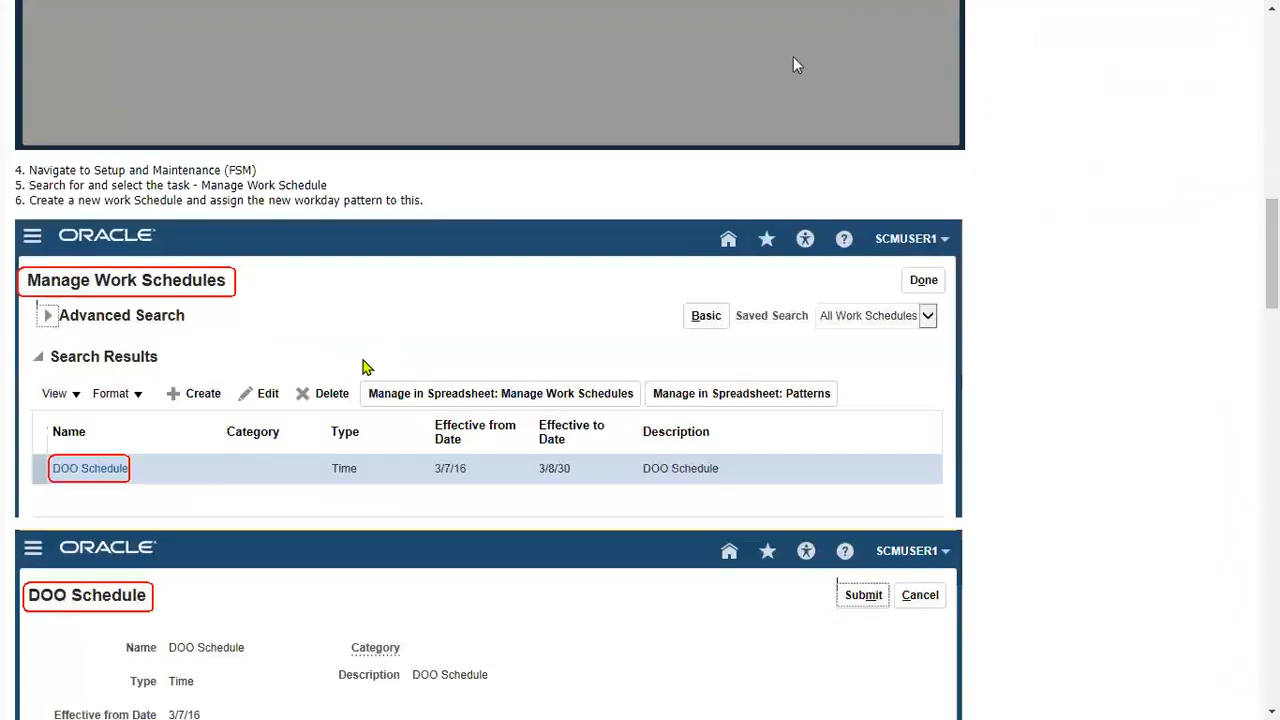 4. Navigate to Setup and Maintenance (FSM)
5. Search for and select the task - Manage Work Schedule
6. Create a new work Schedule and assign the new workday pattern to this.
ORACLE SCMUSER1
Manage Work Schedules Done
Advanced Search Basic Saved Search All Work Schedules
Search Results
View Format Create Edit Delete Manage in Spreadsheet: Manage Work Schedules Manage in Spreadsheet: Patterns
Name Category Type Effective from Date Effective to Date Description
DOO Schedule Time 3/7/16 3/8/30 DOO Schedule
ORACLE SCMUSER1
DOO Schedule Submit Cancel
Name DOO Schedule Category
Description DOO Schedule
Type Time
Effective from Date 3/7/16